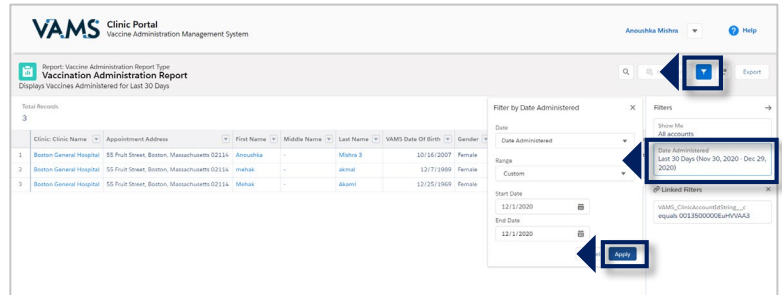 VAMS Clinic Portal
Vaccine Administration Management System
Anoushka Mishra
? Help
Report: Vaccine Administration Report Type
Vaccination Administration Report
Displays Vaccines Administered for Last 30 Days
Export
Total Records
3
Clinic: Clinic Name Appointment Address First Name Middle Name Last Name VAMS Date Of Birth Gender
1 Boston General Hospital 55 Fruit Street, Boston, Massachusetts 02114 Anoushka - Mishra 3 10/16/2007 Female
2 Boston General Hospital 55 Fruit Street, Boston, Massachusetts 02114 mehak - akmal 12/7/1989 Female
3 Boston General Hospital 55 Fruit Street, Boston, Massachusetts 02114 Mehak - Akaml 12/25/1969 Female
Filter by Date Administered
Date
Date Administered
Range
Custom
Start Date
12/1/2020
End Date
12/1/2020
Apply
Filters
Show Me
All accounts
Date Administered
Last 30 Days (Nov 30, 2020 - Dec 29,
2020)
Linked Filters
VAMS_ClinicAccountIdString__c